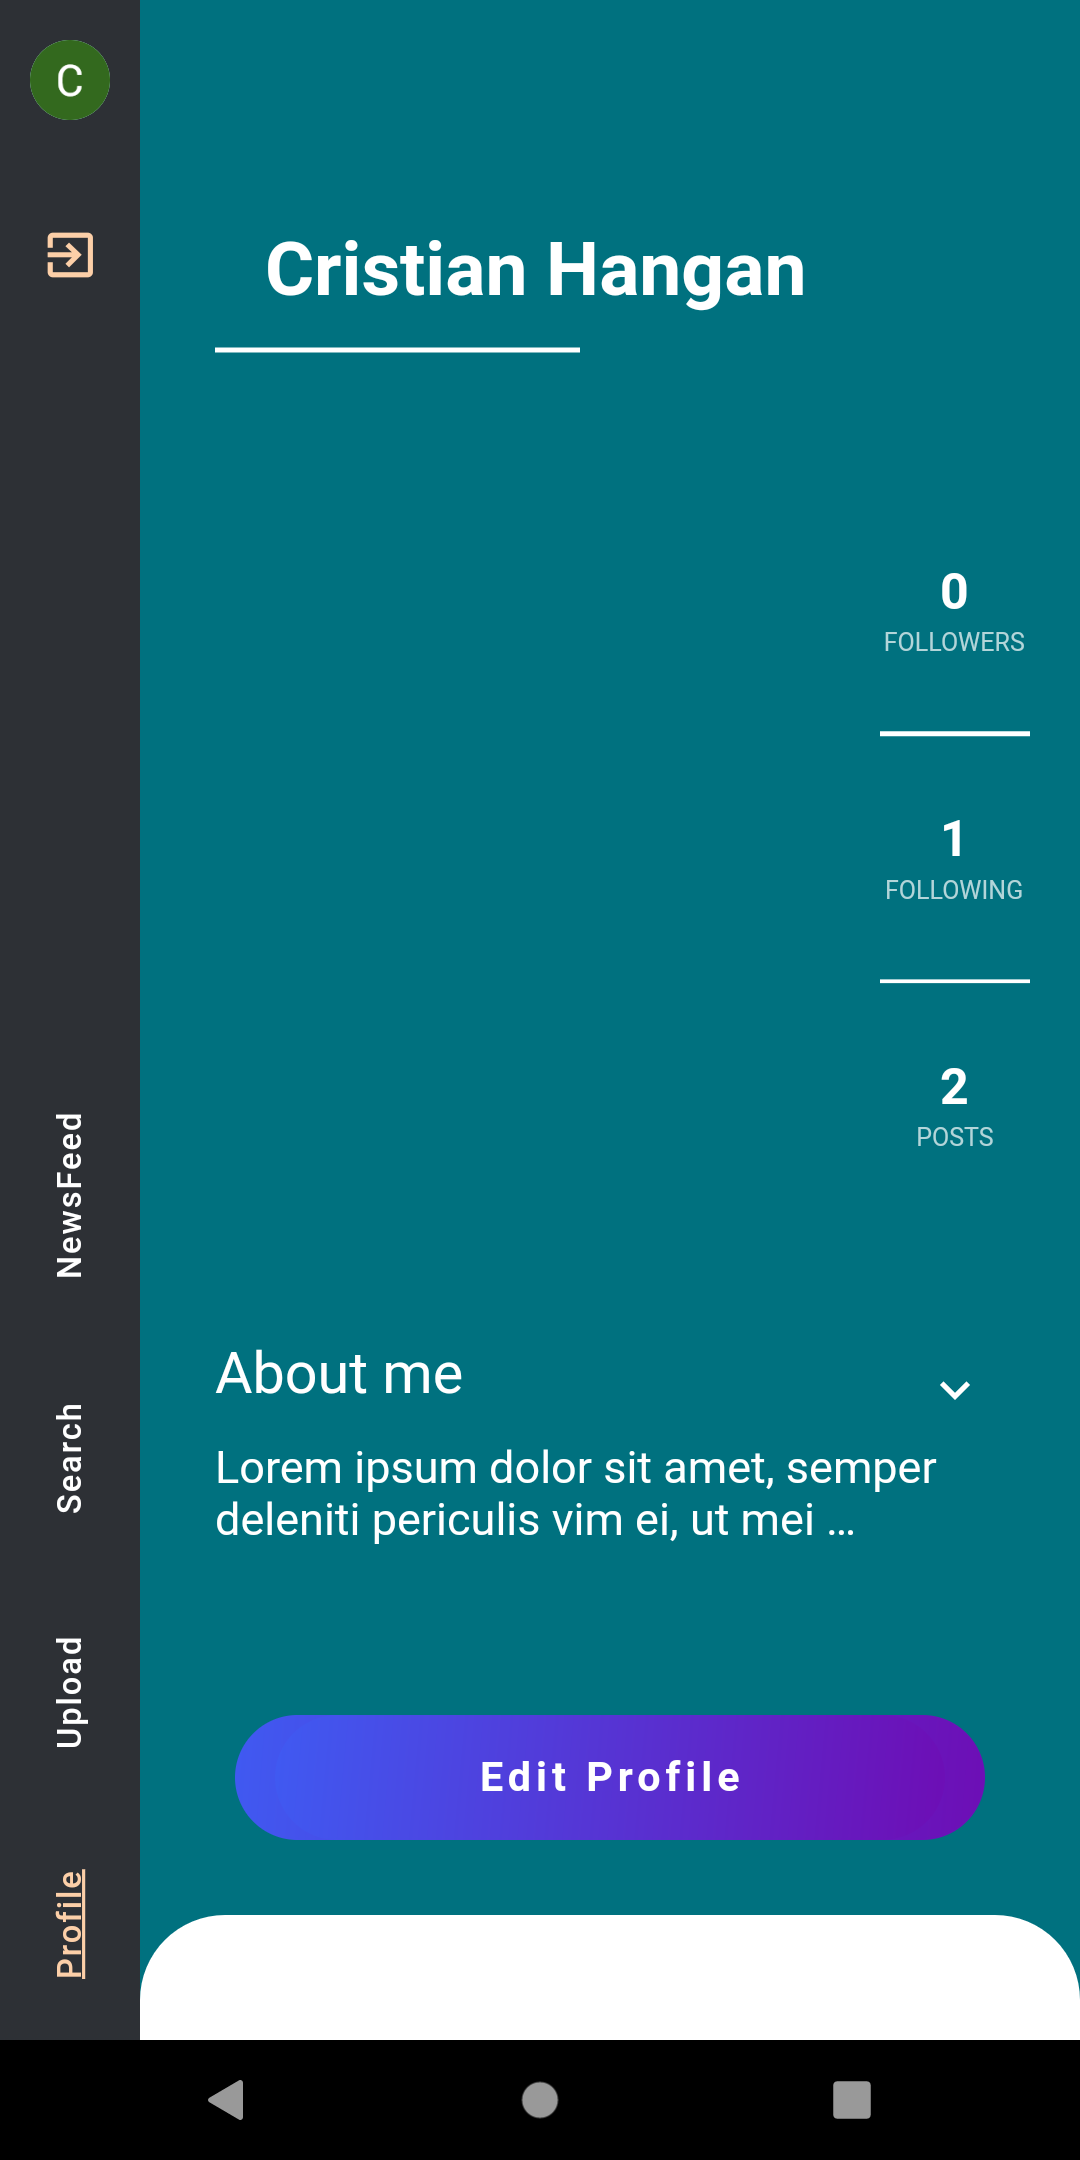 C
Cristian Hangan
0
FOLLOWERS
1
FOLLOWING
2
POSTS
NewsFeed
Search
Upload
Profile
About me
Lorem ipsum dolor sit amet, semper
deleniti periculis vim ei, ut mei ...
Edit Profile